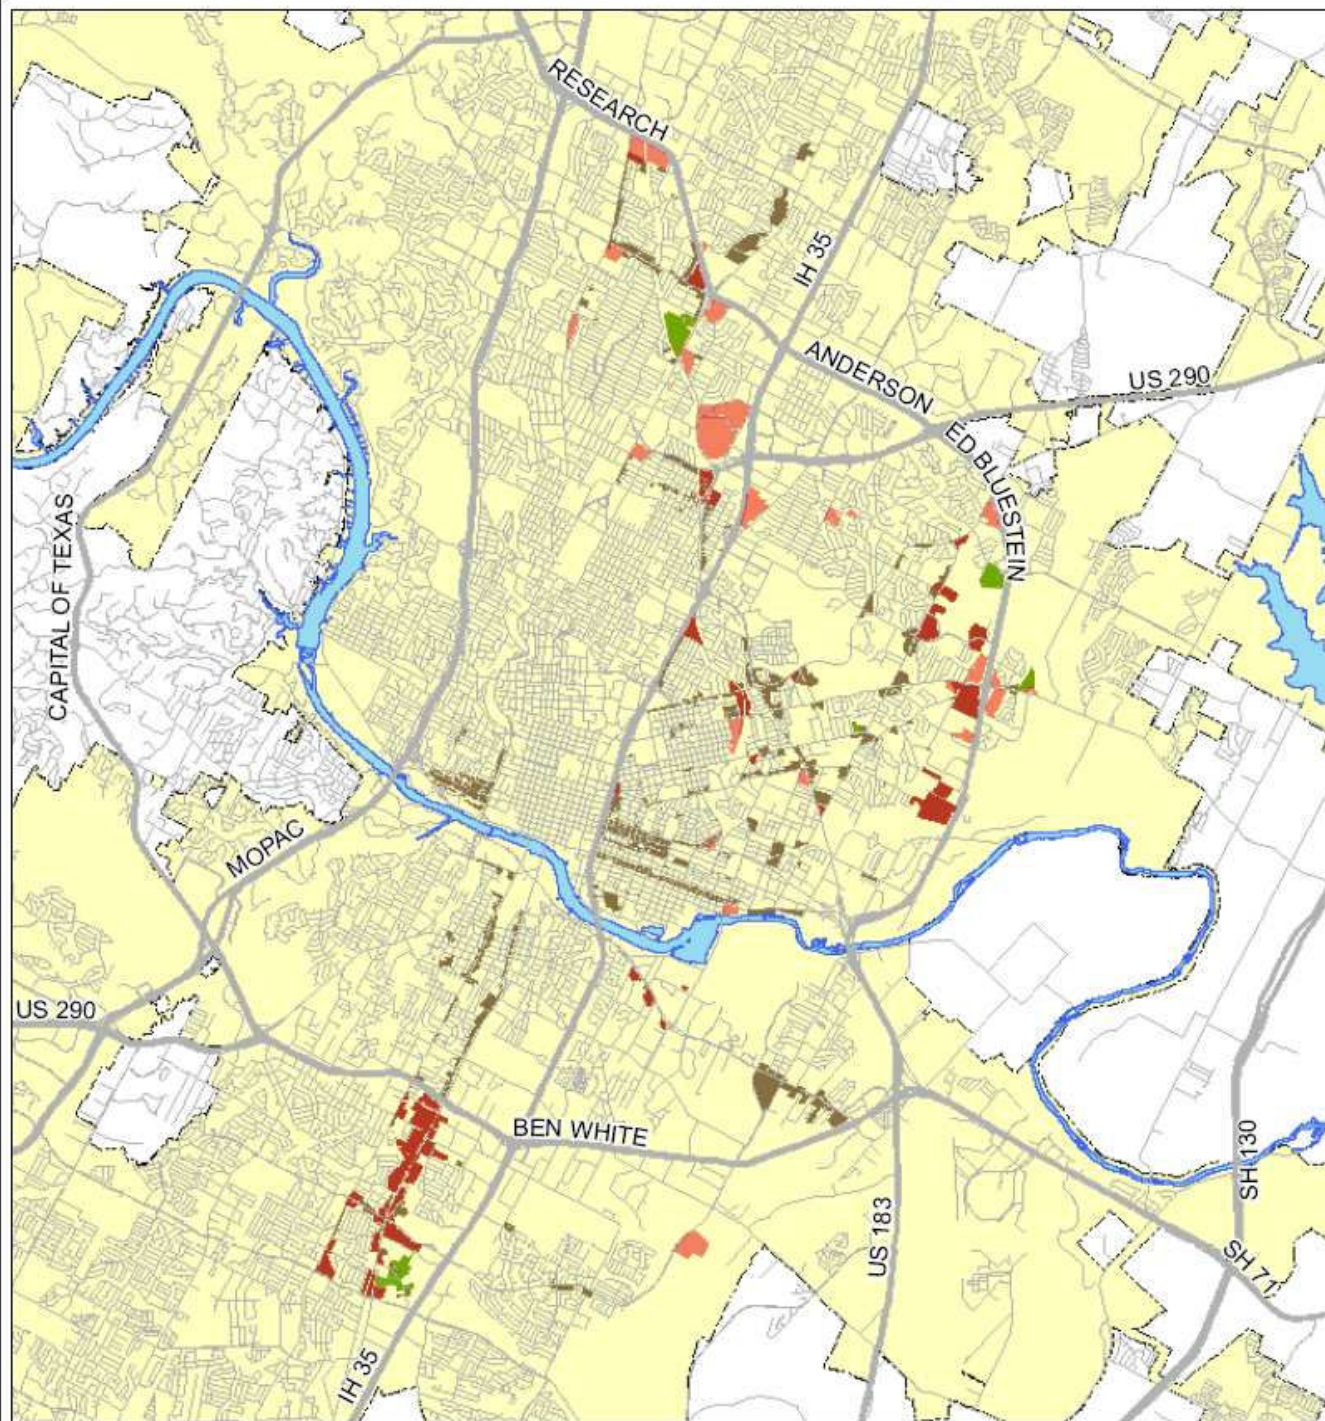 RESEARCH
IH 35
ANDERSON
US 290
ED BLUESTEIN
CAPITAL OF TEXAS
MOPAC
US 290
BEN WHITE
SH 130
US 183
SH 71
IH 35